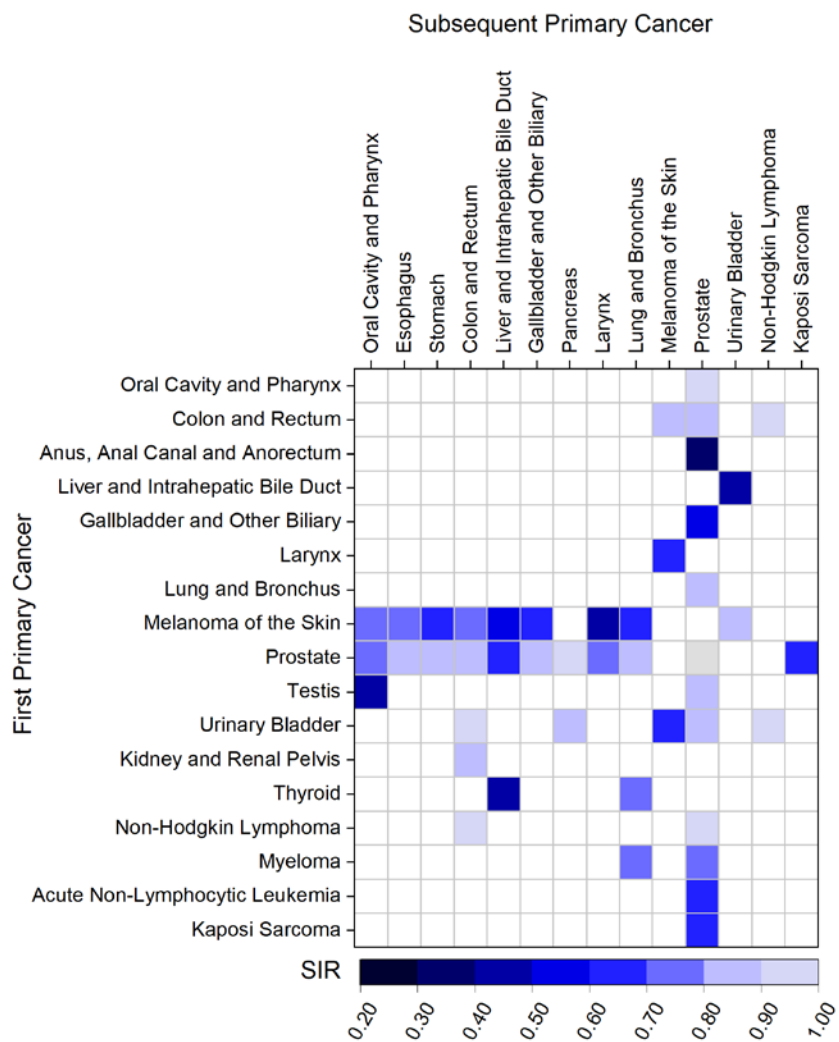 Subsequent Primary Cancer
Oral Cavity and Pharynx
Esophagus
Stomach
Colon and Rectum
Liver and Intrahepatic Bile Duct
Gallbladder and Other Biliary
Pancreas
Larynx
Lung and Bronchus
Melanoma of the Skin
Prostate
Urinary Bladder
Non-Hodgkin Lymphoma
Kaposi Sarcoma
First Primary Cancer
Oral Cavity and Pharynx
Colon and Rectum
Anus, Anal Canal and Anorectum
Liver and Intrahepatic Bile Duct
Gallbladder and Other Biliary
Larynx
Lung and Bronchus
Melanoma of the Skin
Prostate
Testis
Urinary Bladder
Kidney and Renal Pelvis
Thyroid
Non-Hodgkin Lymphoma
Myeloma
Acute Non-Lymphocytic Leukemia
Kaposi Sarcoma
SIR
0.20
0.30
0.40
0.50
0.60
0.70
0.80
0.90
1.00